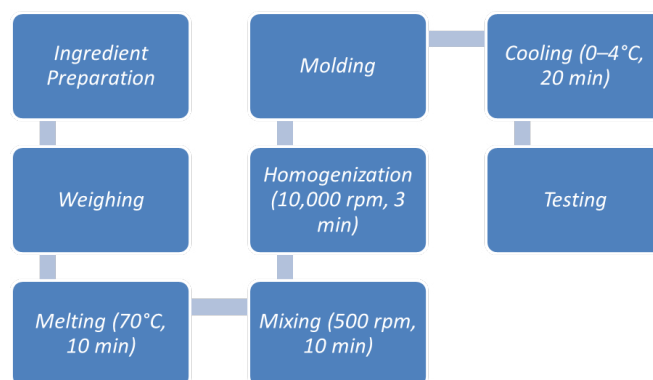 Ingredient
Preparation
Weighing
Melting (70°C,
10 min)
Mixing (500 rpm,
10 min)
Homogenization
(10,000 rpm, 3
min)
Molding
Cooling (0–4°C,
20 min)
Testing